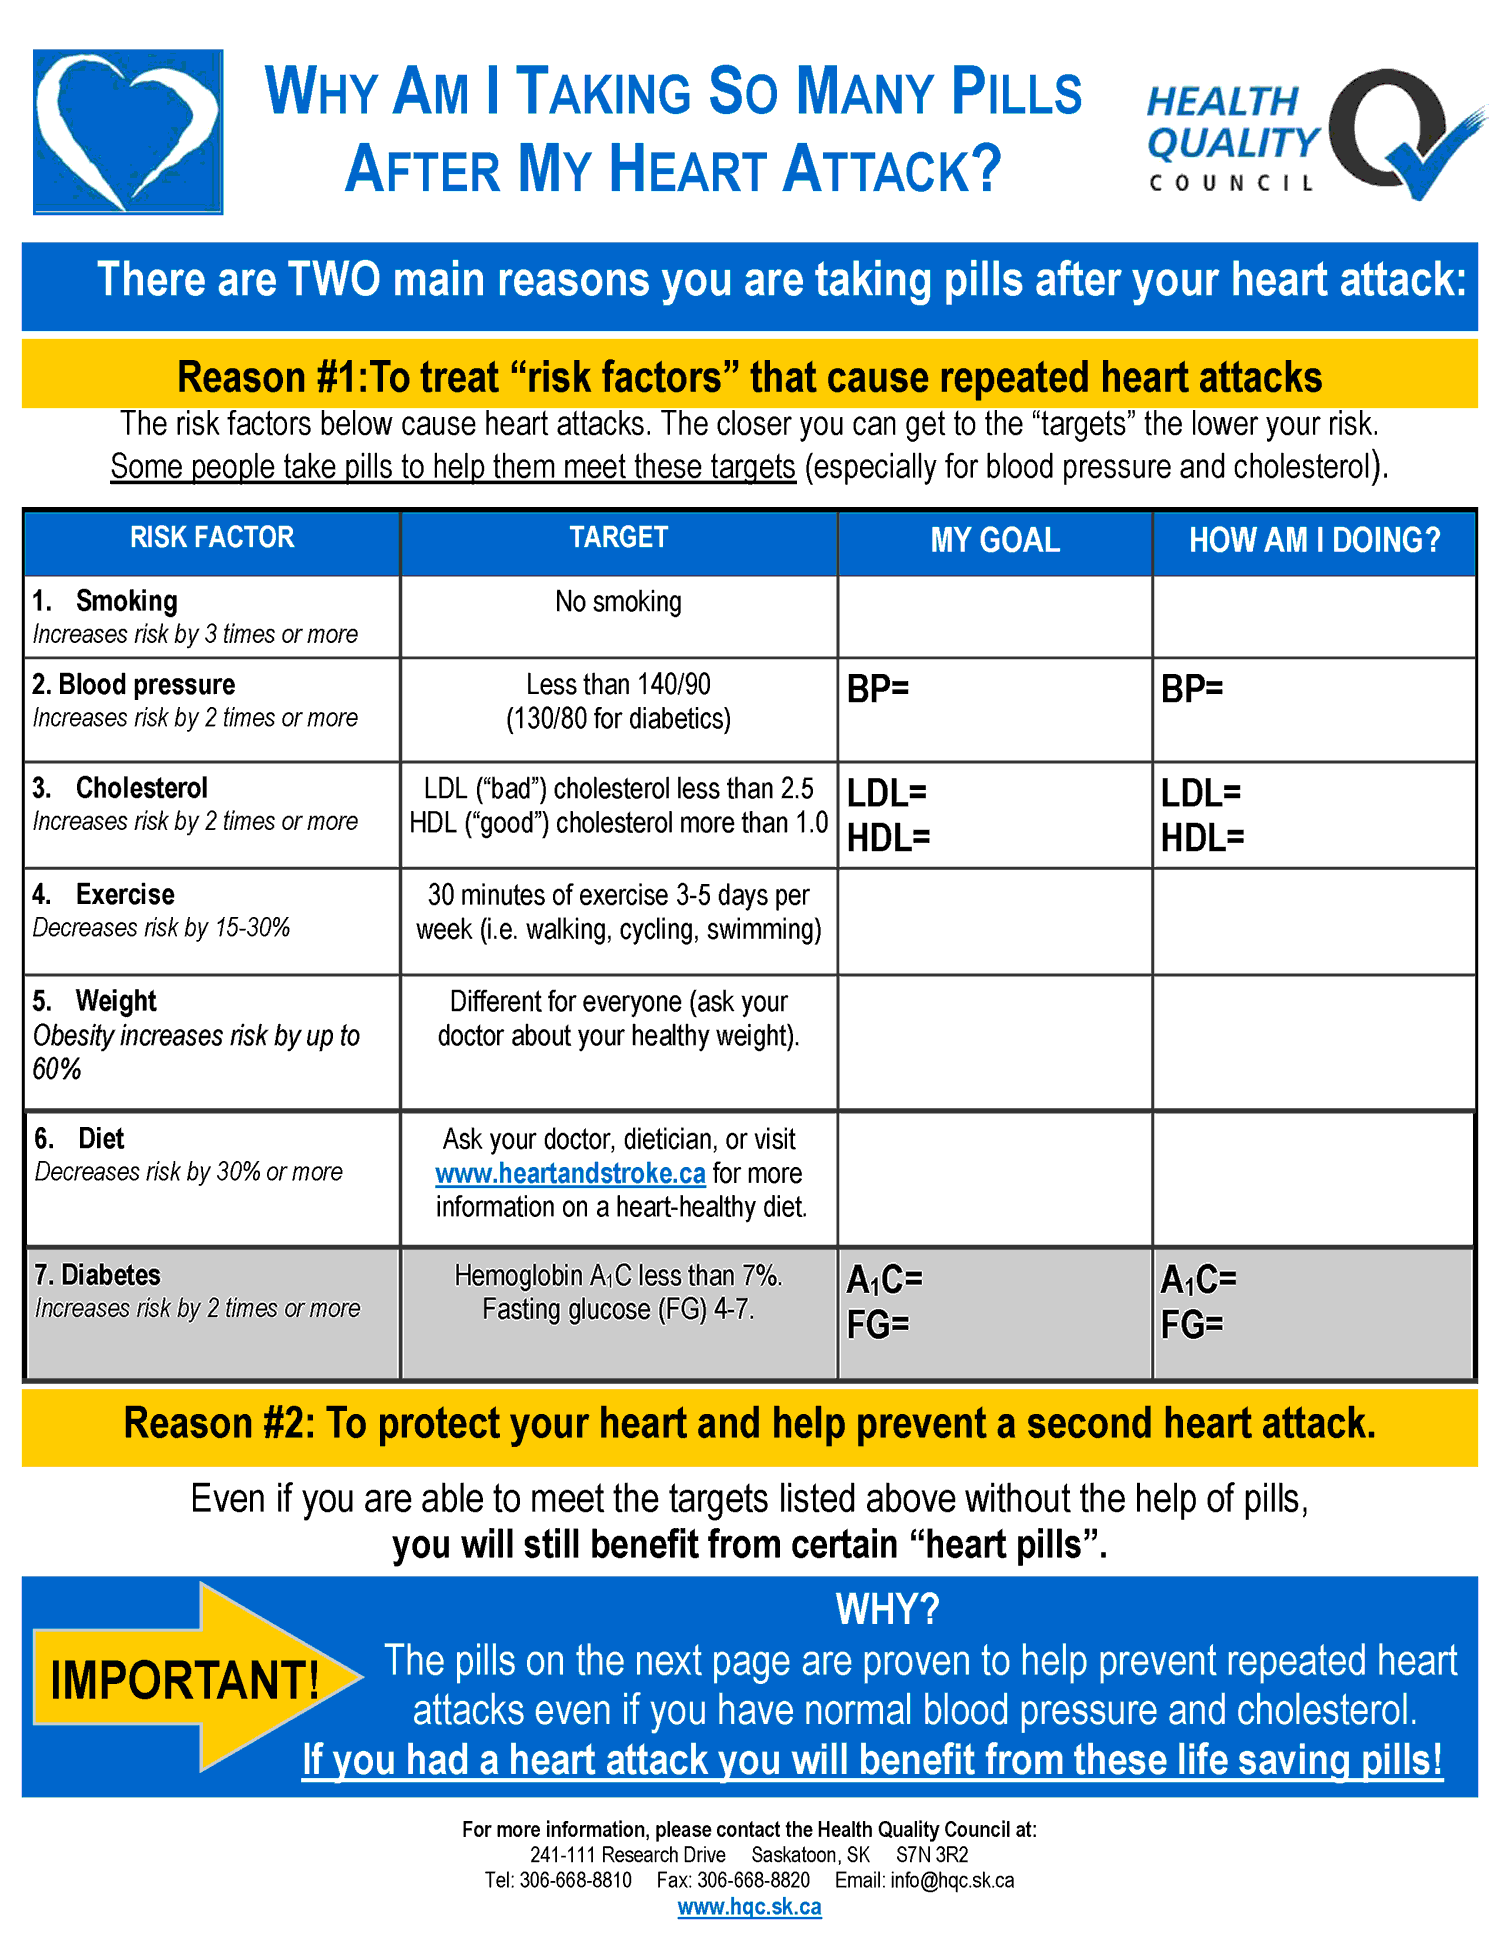 WHY AM I TAKING SO MANY PILLS
AFTER MY HEART ATTACK?
HEALTH
QUALITY
COUNCIL
There are TWO main reasons you are taking pills after your heart attack:
Reason #1:To treat “risk factors” that cause repeated heart attacks
The risk factors below cause heart attacks. The closer you can get to the “targets” the lower your risk.
Some people take pills to help them meet these targets (especially for blood pressure and cholesterol).
RISK FACTOR TARGET MY GOAL HOW AM I DOING?
1. Smoking
Increases risk by 3 times or more
No smoking
2. Blood pressure
Increases risk by 2 times or more
Less than 140/90
(130/80 for diabetics)
BP=
BP=
3. Cholesterol
Increases risk by 2 times or more
LDL (“bad”) cholesterol less than 2.5
HDL (“good”) cholesterol more than 1.0
LDL=
HDL=
LDL=
HDL=
4. Exercise
Decreases risk by 15-30%
30 minutes of exercise 3-5 days per
week (i.e. walking, cycling, swimming)
5. Weight
Obesity increases risk by up to
60%
Different for everyone (ask your
doctor about your healthy weight).
6. Diet
Decreases risk by 30% or more
Ask your doctor, dietician, or visit
www.heartandstroke.ca for more
information on a heart-healthy diet.
7. Diabetes
Increases risk by 2 times or more
Hemoglobin A₁C less than 7%.
Fasting glucose (FG) 4-7.
A₁C=
FG=
A₁C=
FG=
Reason #2: To protect your heart and help prevent a second heart attack.
Even if you are able to meet the targets listed above without the help of pills,
you will still benefit from certain “heart pills”.
IMPORTANT!
WHY?
The pills on the next page are proven to help prevent repeated heart
attacks even if you have normal blood pressure and cholesterol.
If you had a heart attack you will benefit from these life saving pills!
For more information, please contact the Health Quality Council at:
241-111 Research Drive Saskatoon, SK S7N 3R2
Tel: 306-668-8810 Fax: 306-668-8820 Email: info@hqc.sk.ca
www.hqc.sk.ca